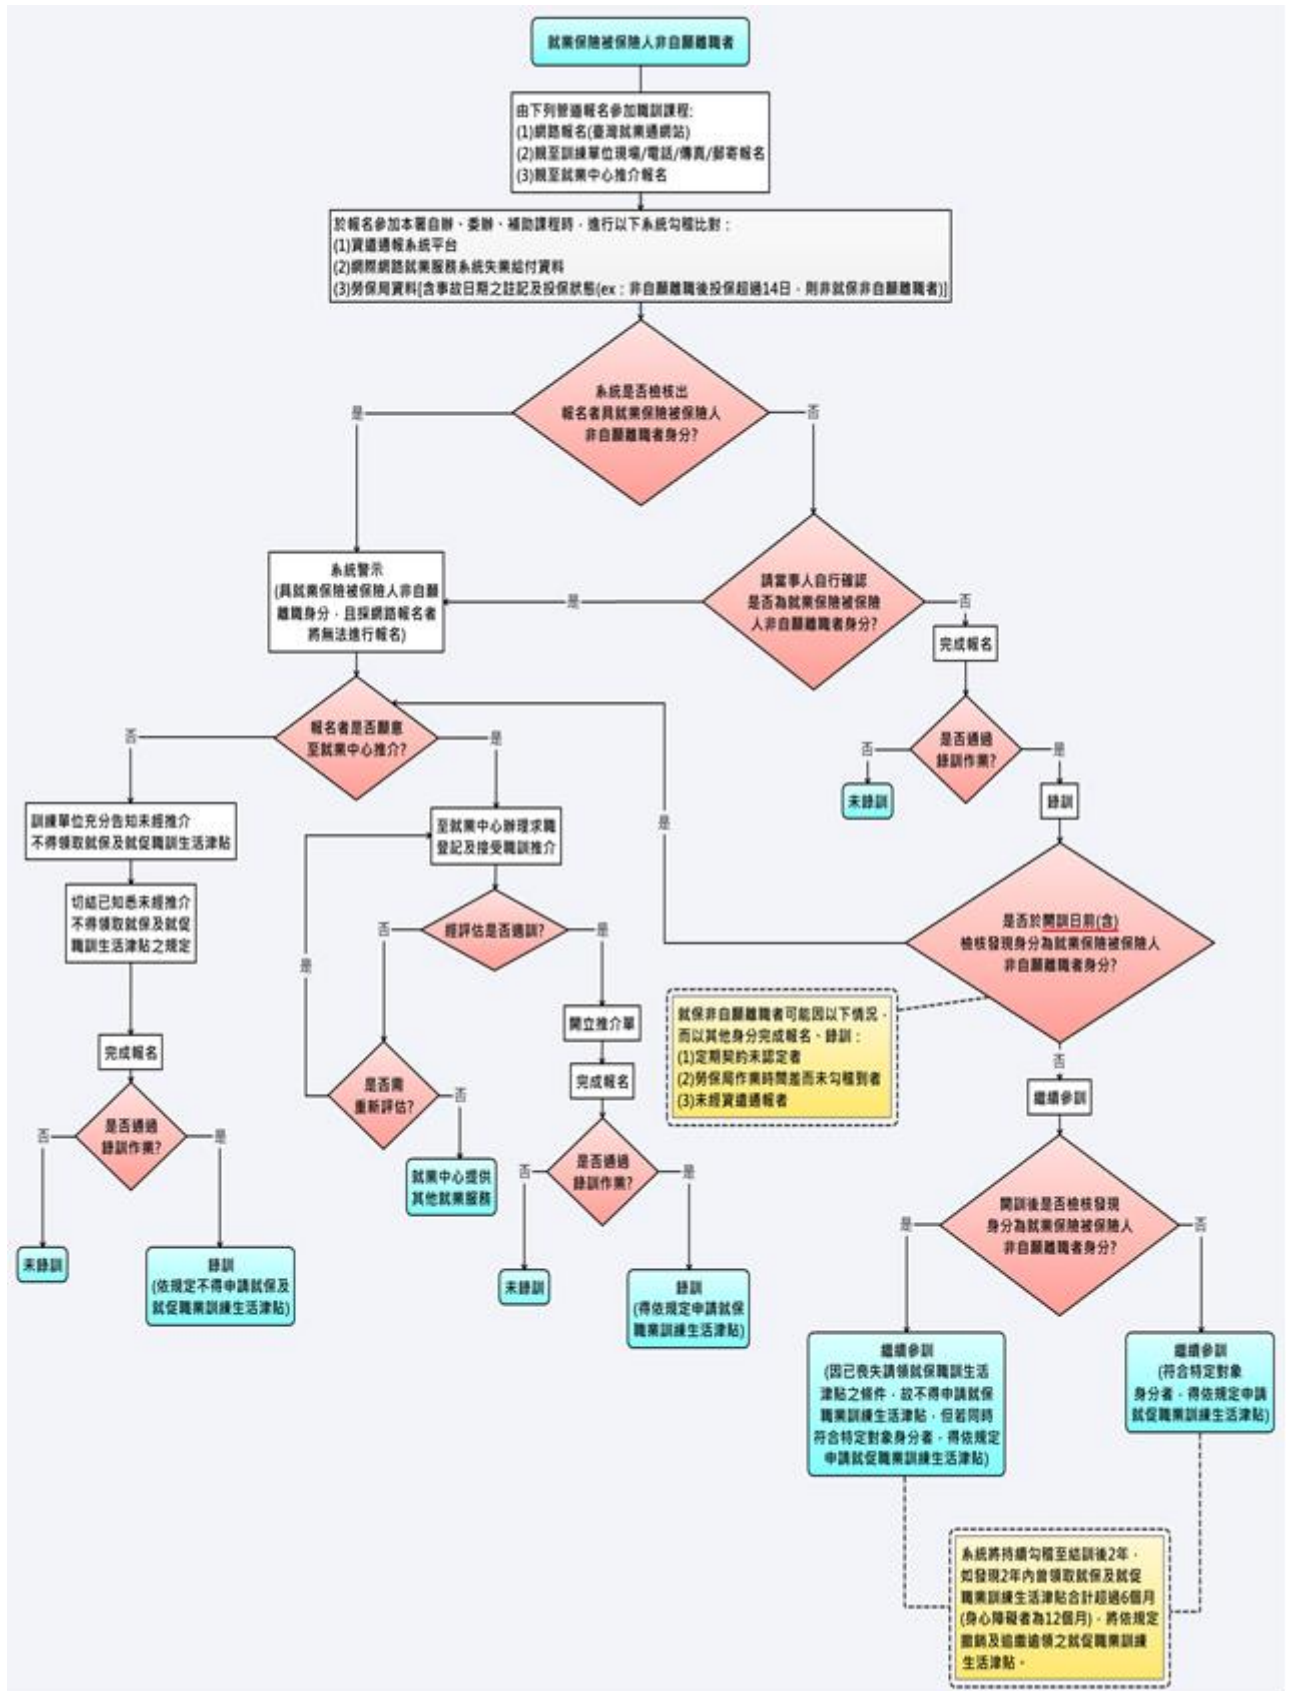 就業保險被保險人非自願離職者
由下列管道報名參加職訓課程:
(1)網路報名(臺灣就業通網站)
(2)親至訓練單位現場/電話/傳真/郵寄報名
(3)親至就業中心推介報名
於報名參加本署自辦、委辦、補助課程時，進行以下系統勾稽比對：
(1)資遣通報系統平台
(2)網際網路就業服務系統失業給付資料
(3)勞保局資料[含事故日期之註記及投保狀態(ex：非自願離職後投保超過14日，則非就保非自願離職者)]
系統是否檢核出
報名者具就業保險被保險人
非自願離職者身分?
是
否
系統警示
(具就業保險被保險人非自願
離職身分，且採網路報名者
將無法進行報名)
是
請當事人自行確認
是否為就業保險被保險
人非自願離職者身分?
否
完成報名
報名者是否願意
至就業中心推介?
否
是
是否通過
錄訓作業?
否
是
未錄訓
錄訓
訓練單位充分告知未經推介
不得領取就保及就促職訓生活津貼
至就業中心辦理求職
登記及接受職訓推介
是
切結已知悉未經推介
不得領取就保及就促
職訓生活津貼之規定
經評估是否適訓?
否
是
是
是否於開訓日前(含)
檢核發現身分為就業保險被保險人
非自願離職者身分?
否
就保非自願離職者可能因以下情況，
而以其他身分完成報名、錄訓：
(1)定期契約未認定者
(2)勞保局作業時間差而未勾稽到者
(3)未經資遣通報者
開立推介單
完成報名
完成報名
是否需
重新評估?
否
繼續參訓
是否通過
錄訓作業?
否
是
就業中心提供
其他就業服務
是否通過
錄訓作業?
否
是
開訓後是否檢核發現
身分為就業保險被保險人
非自願離職者身分?
是
否
未錄訓
錄訓
(依規定不得申請就保及
就促職業訓練生活津貼)
未錄訓
錄訓
(得依規定申請就保
職業訓練生活津貼)
繼續參訓
(因已喪失請領就保職訓生活
津貼之條件，故不得申請就保
職業訓練生活津貼，但若同時
符合特定對象身分者，得依規定
申請就促職業訓練生活津貼)
繼續參訓
(符合特定對象
身分者，得依規定申請
就促職業訓練生活津貼)
系統將持續勾稽至結訓後2年，
如發現2年內曾領取就保及就促
職業訓練生活津貼合計超過6個月
(身心障礙者為12個月)，將依規定
撤銷及追繳逾領之就促職業訓練
生活津貼。